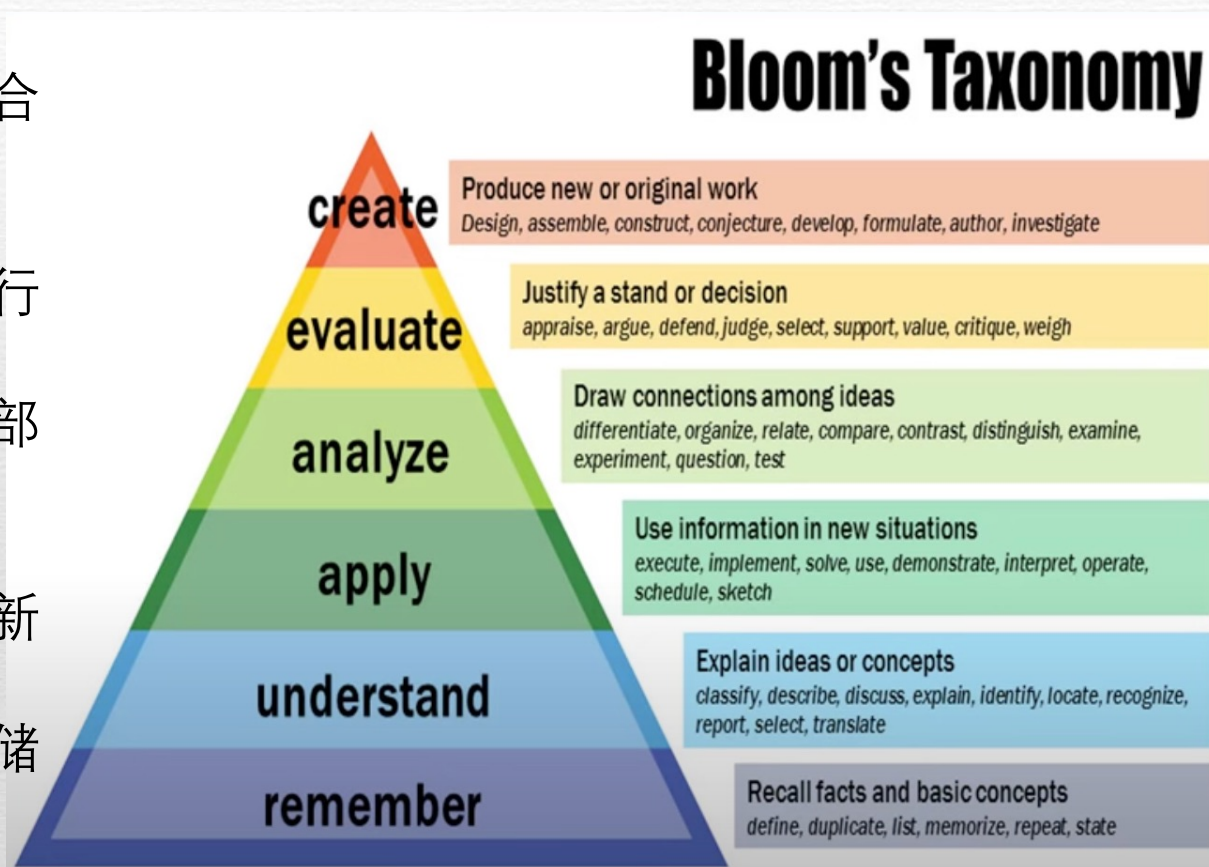 Bloom's Taxonomy
合
create
Produce new or original work
Design, assemble, construct, conjecture, develop, formulate, author, investigate
行
evaluate
Justify a stand or decision
appraise, argue, defend, judge, select, support, value, critique, weigh
部
analyze
Draw connections among ideas
differentiate, organize, relate, compare, contrast, distinguish, examine,
experiment, question, test
apply
Use information in new situations
execute, implement, solve, use, demonstrate, interpret, operate,
schedule, sketch
新
understand
Explain ideas or concepts
classify, describe, discuss, explain, identify, locate, recognize,
report, select, translate
储
remember
Recall facts and basic concepts
define, duplicate, list, memorize, repeat, state